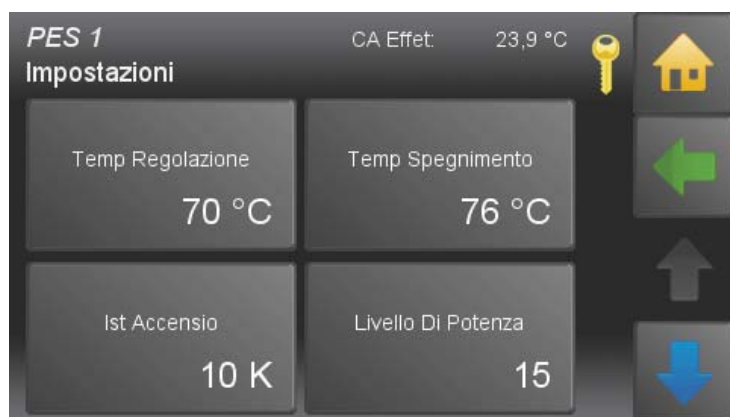 PES 1 CA Effet: 23,9 °C
Impostazioni
Temp Regolazione
70 °C
Temp Spegnimento
76 °C
Ist Accensio
10 K
Livello Di Potenza
15